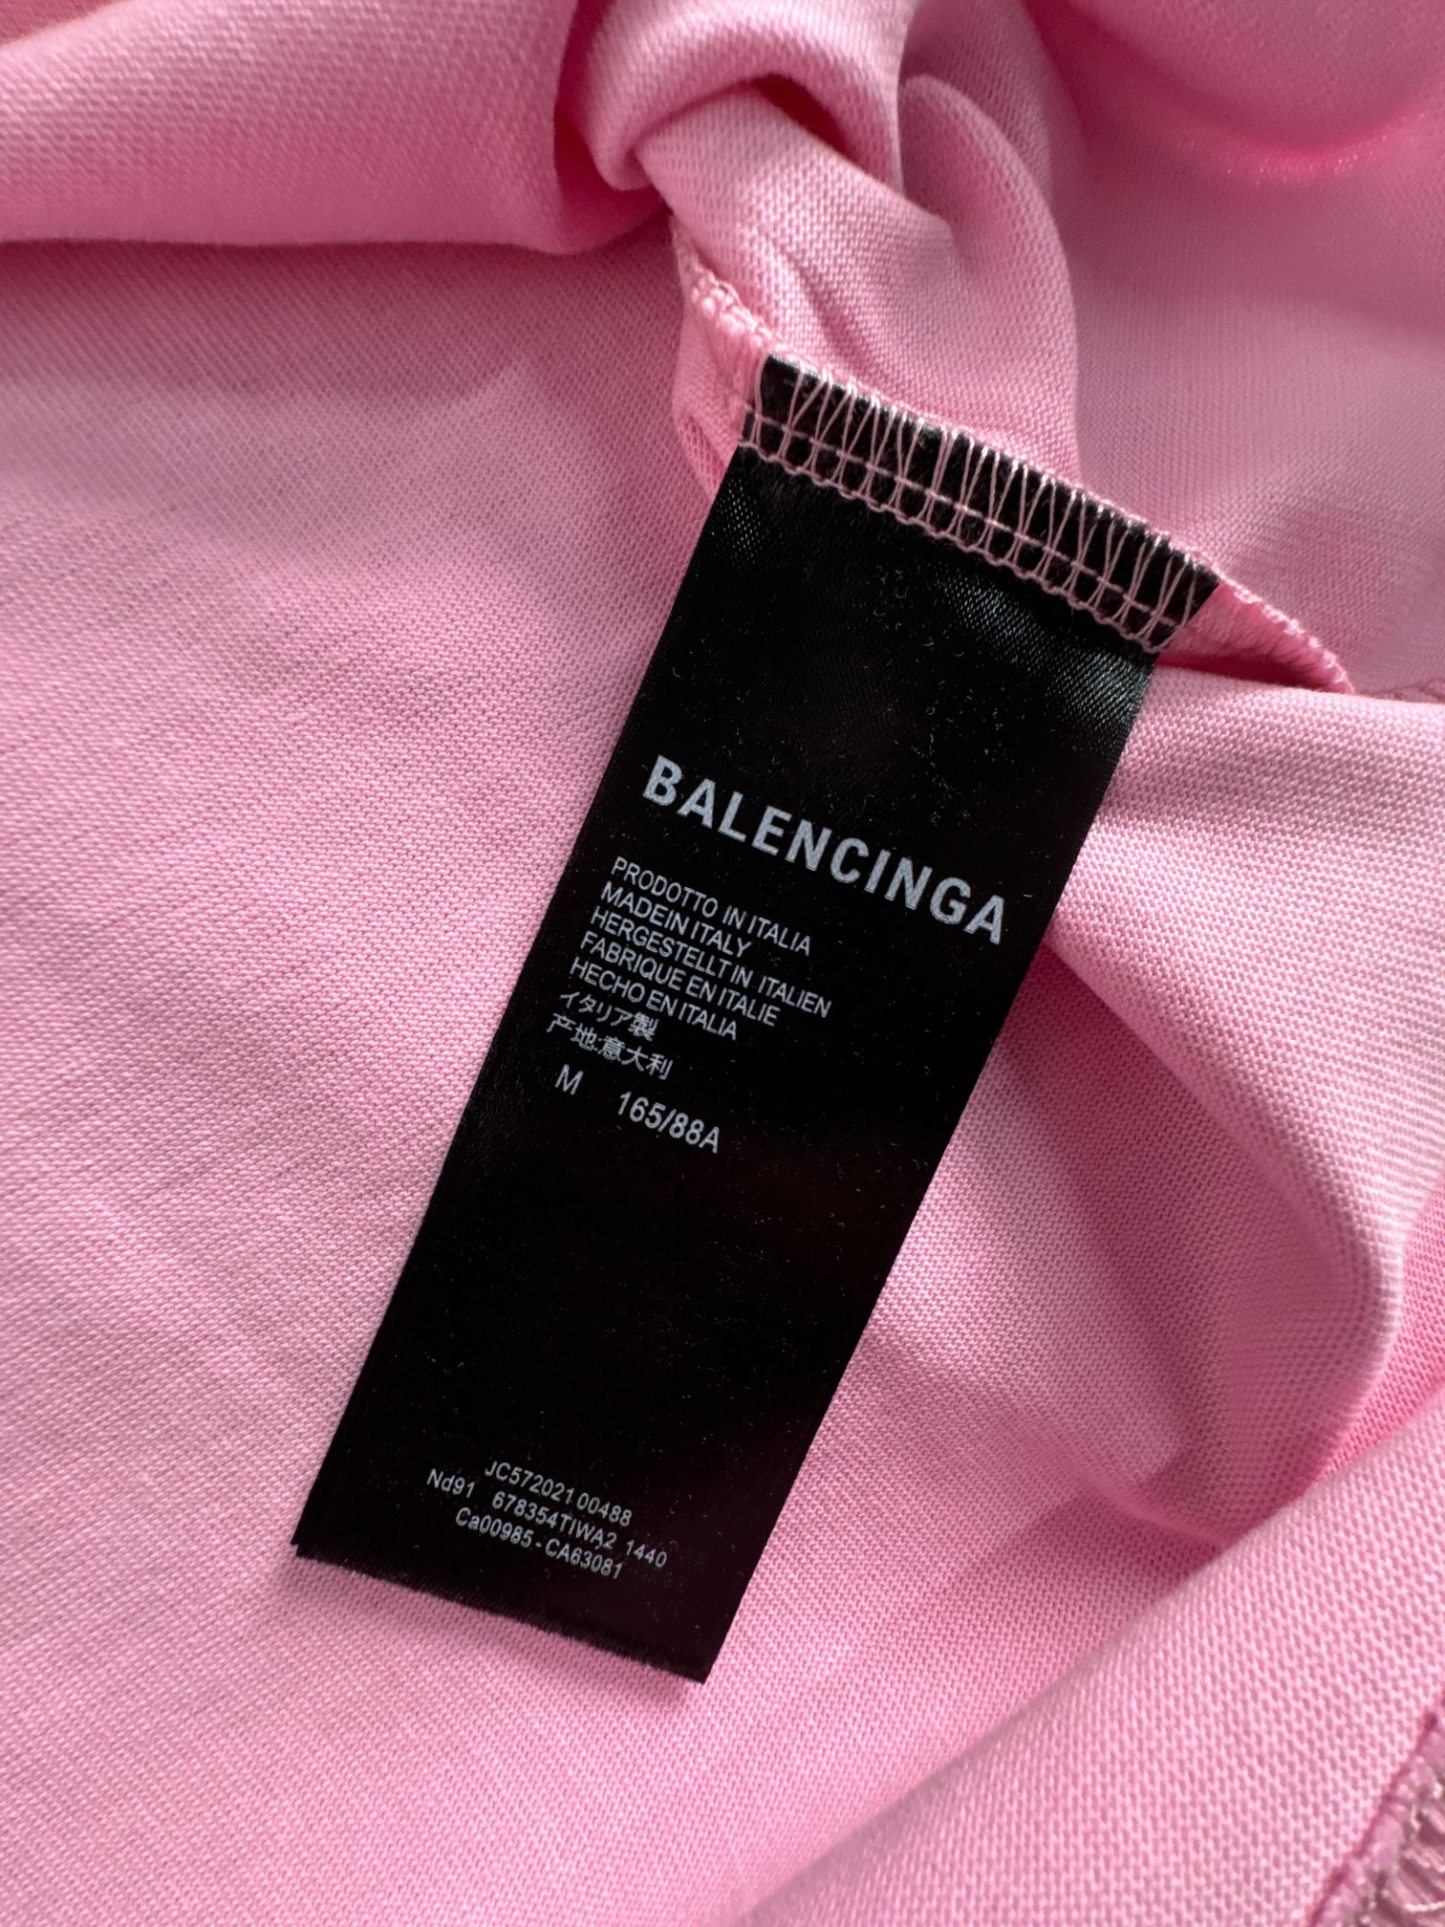 BALENCINGA
PRODOTTO IN ITALIA
MADEIN ITALY
HERGESTELLTIN ITALIEN
FABRIQUE EN ITALIE
HECHO EN ITALIA
イタリア製
产地:意大利
M 165/88A
JC57202100488
Nd91 678354TIWA2 1440
Ca00985-CA63081